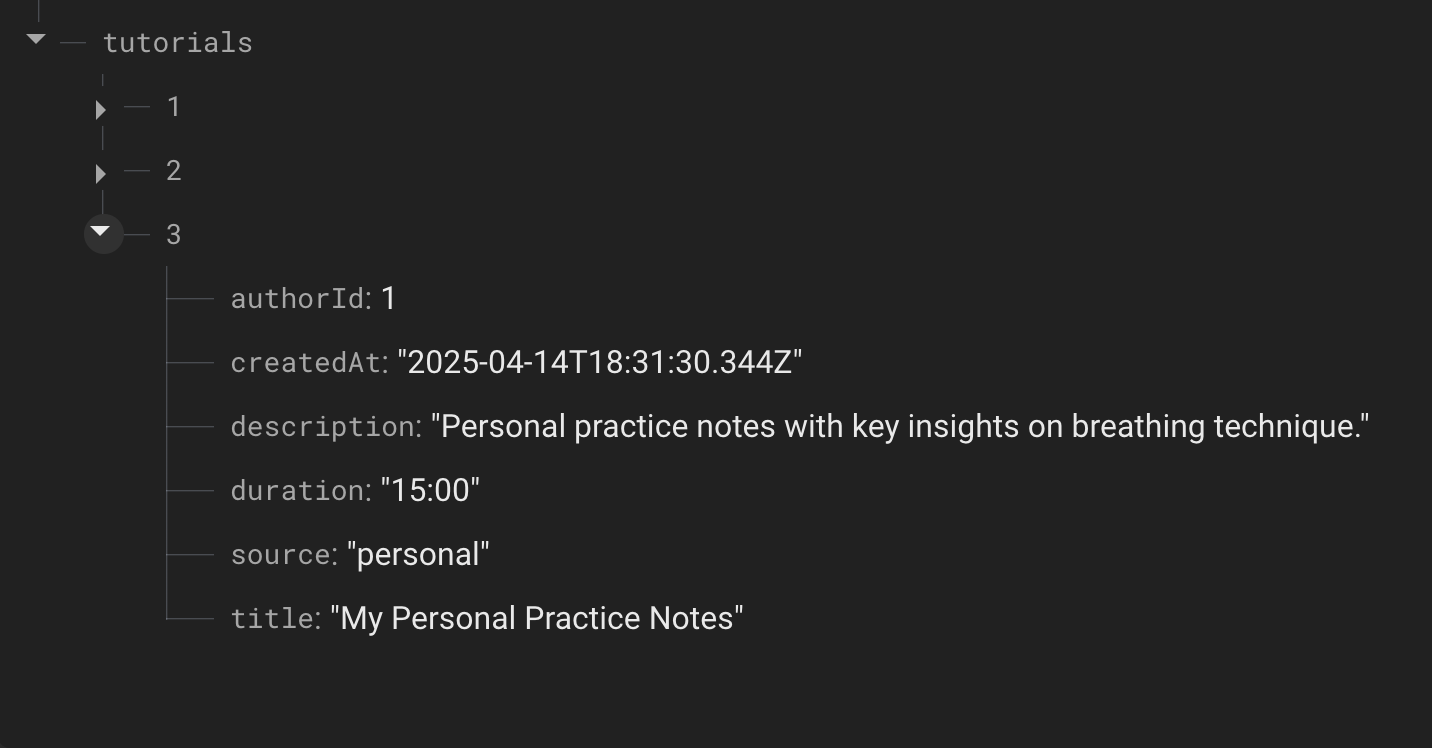 tutorials
1
2
3
authorId: 1
createdAt: "2025-04-14T18:31:30.344Z"
description: "Personal practice notes with key insights on breathing technique."
duration: "15:00"
source: "personal"
title: "My Personal Practice Notes"